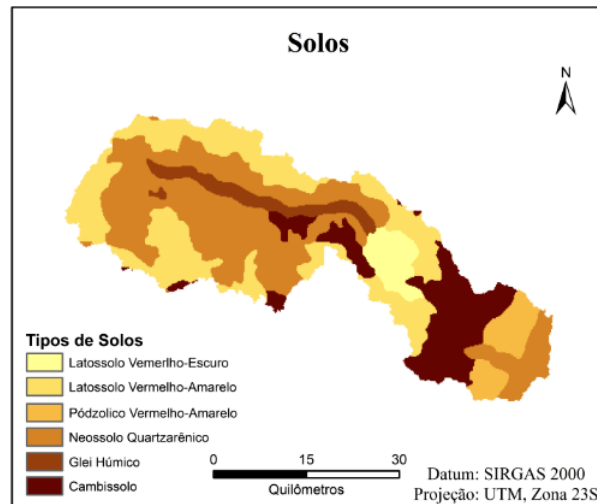 Solos
N
Tipos de Solos
Latossolo Vemerlho-Escuro
Latossolo Vermelho-Amarelo
Pódzolico Vermelho-Amarelo
Neossolo Quartzarênico
Glei Húmico
Cambissolo
0 15 30
Quilômetros
Datum: SIRGAS 2000
Projeção: UTM, Zona 23S